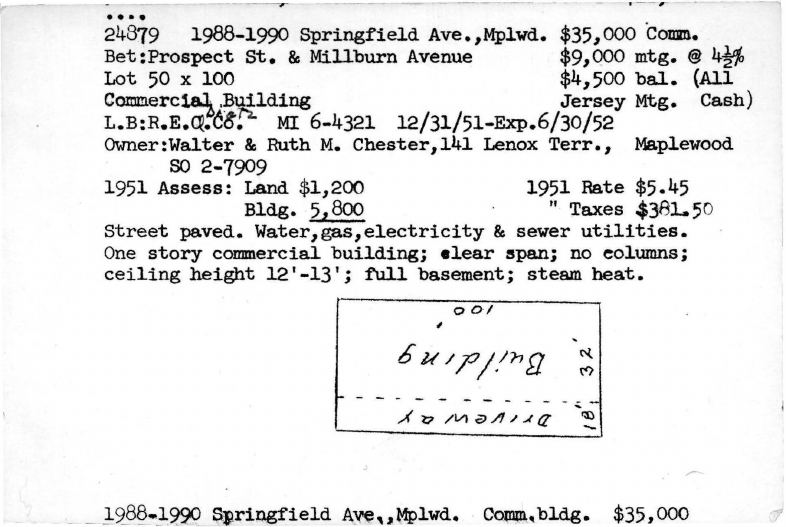 24879 1988-1990 Springfield Ave.,Mplwd. $35,000 Comm.
Bet:Prospect St. & Millburn Avenue $9,000 mtg. @ 4½%
Lot 50 x 100 $4,500 bal. (All
Commercial Building Jersey Mtg. Cash)
L.B:R.E.Q.Co. MI 6-4321 12/31/51-Exp.6/30/52
Owner:Walter & Ruth M. Chester,141 Lenox Terr., Maplewood
SO 2-7909
1951 Assess: Land $1,200 1951 Rate $5.45
Bldg. 5,800 " Taxes $381.50
Street paved. Water,gas,electricity & sewer utilities.
One story commercial building; clear span; no columns;
ceiling height 12'-13'; full basement; steam heat.
100'
Building 32'
Driveway 18'
1988-1990 Springfield Ave.,Mplwd. Comm.bldg. $35,000